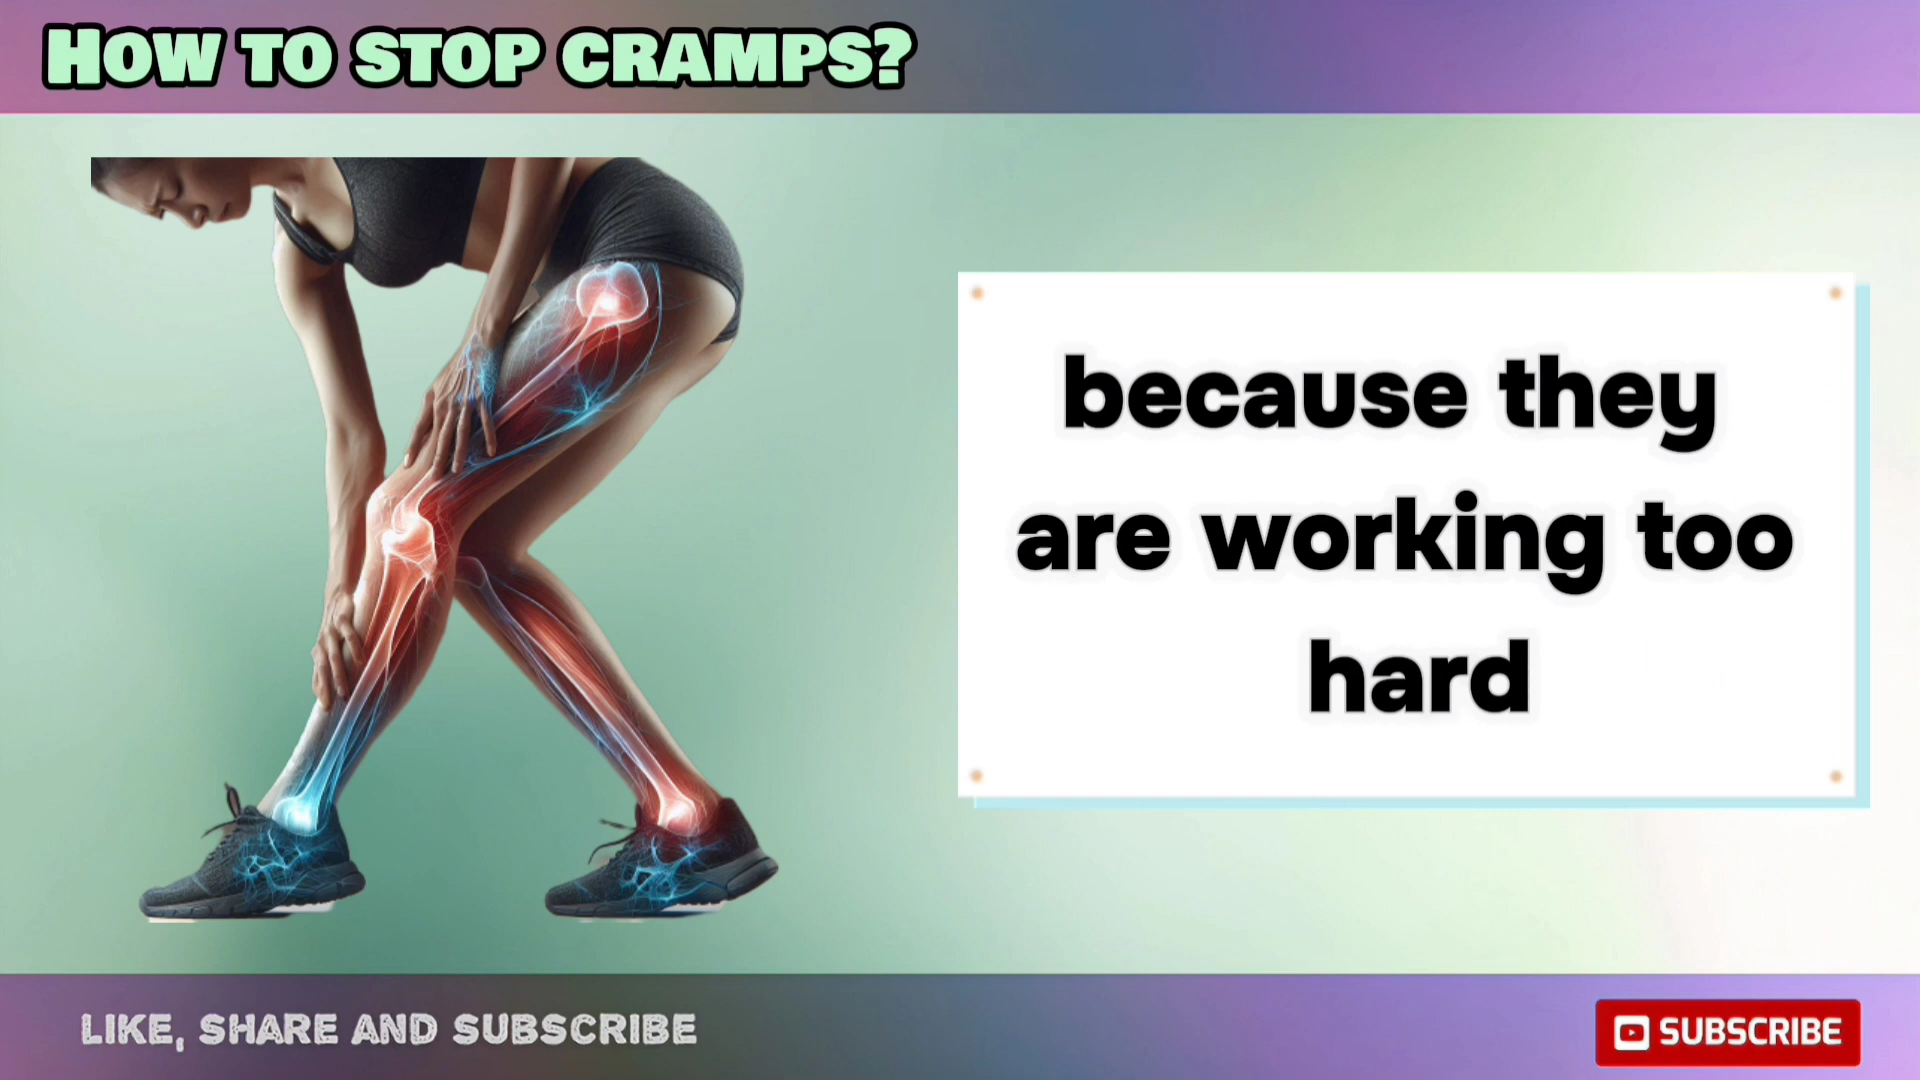 HOW TO STOP CRAMPS?
because they
are working too
hard
LIKE, SHARE AND SUBSCRIBE
SUBSCRIBE